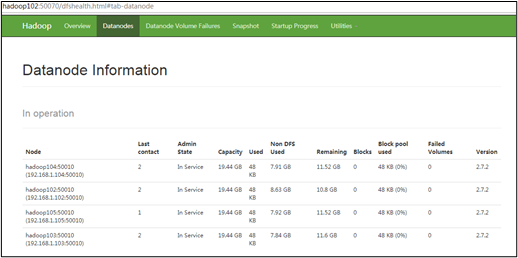 hadoop102:50070/dfshealth.html#tab-datanode
Hadoop Overview Datanodes Datanode Volume Failures Snapshot Startup Progress Utilities
Datanode Information
In operation
Node Last contact Admin State Capacity Used Non DFS Used Remaining Blocks Block pool used Failed Volumes Version
hadoop104:50010 (192.168.1.104:50010) 2 In Service 19.44 GB 48 KB 7.91 GB 11.52 GB 0 48 KB (0%) 0 2.7.2
hadoop102:50010 (192.168.1.102:50010) 2 In Service 19.44 GB 48 KB 8.63 GB 10.8 GB 0 48 KB (0%) 0 2.7.2
hadoop105:50010 (192.168.1.105:50010) 1 In Service 19.44 GB 48 KB 7.92 GB 11.52 GB 0 48 KB (0%) 0 2.7.2
hadoop103:50010 (192.168.1.103:50010) 2 In Service 19.44 GB 48 KB 7.84 GB 11.6 GB 0 48 KB (0%) 0 2.7.2